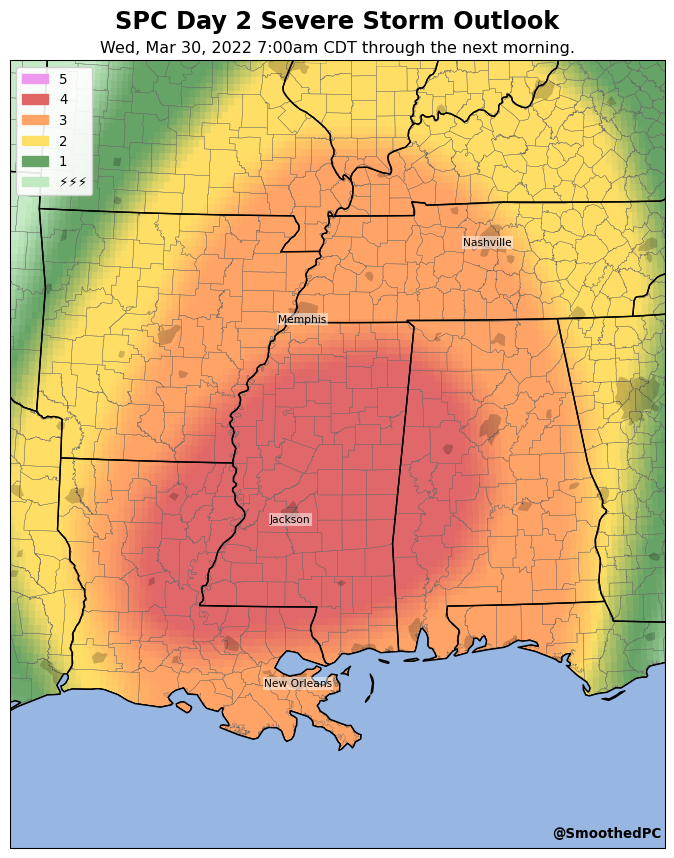 SPC Day 2 Severe Storm Outlook
Wed, Mar 30, 2022 7:00am CDT through the next morning.
5
4
3
2
1
⚡⚡⚡
Nashville
Memphis
Jackson
New Orleans
@SmoothedPC